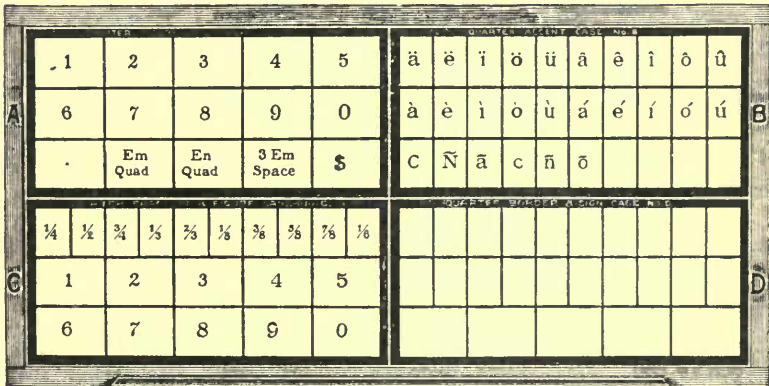 A
1 2 3 4 5
6 7 8 9 0
. Em Quad En Quad 3 Em Space $
QUARTER ACCENT CASE No.
B
ä ë ï ö ü â ê î ô û
à è ì ò ù á é í ó ú
C Ñ ã c ñ õ
C
¼ ½ ¾ ⅓ ⅔ ⅛ ⅜ ⅝ ⅞ ⅙
1 2 3 4 5
6 7 8 9 0
QUARTER BORDER & SIGN CASE No.
D